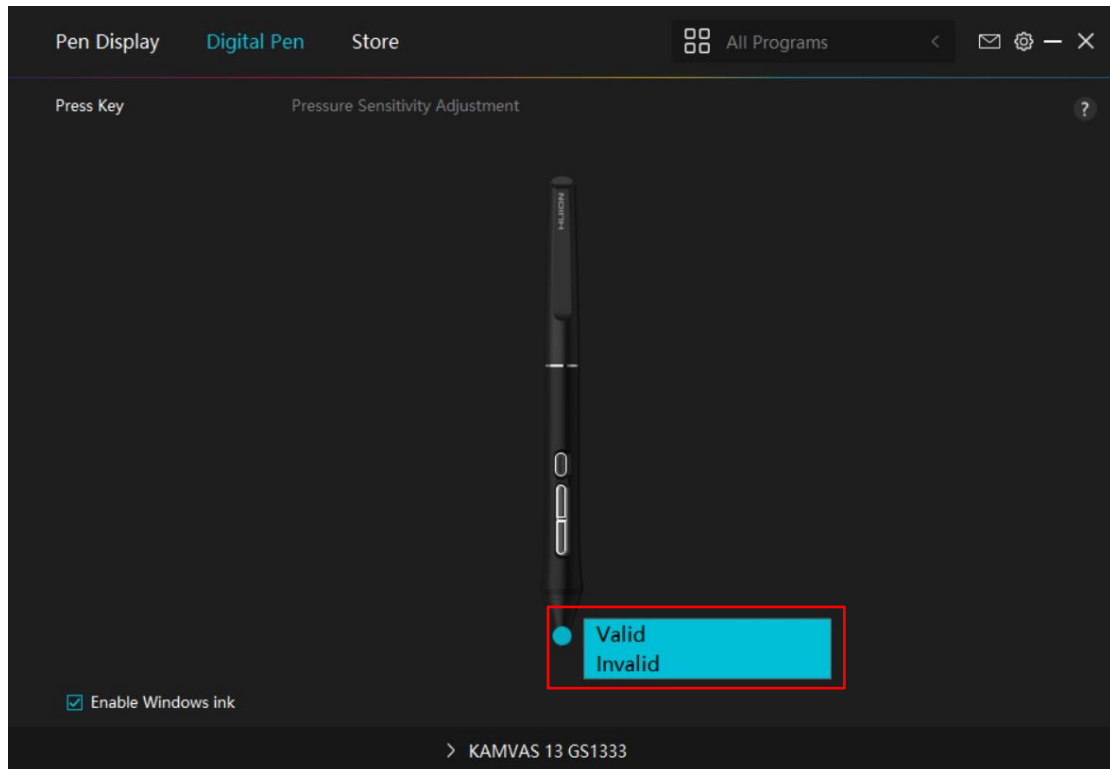 Pen Display Digital Pen Store All Programs
Press Key Pressure Sensitivity Adjustment ?
HUION
Valid
Invalid
Enable Windows ink
KAMVAS 13 GS1333